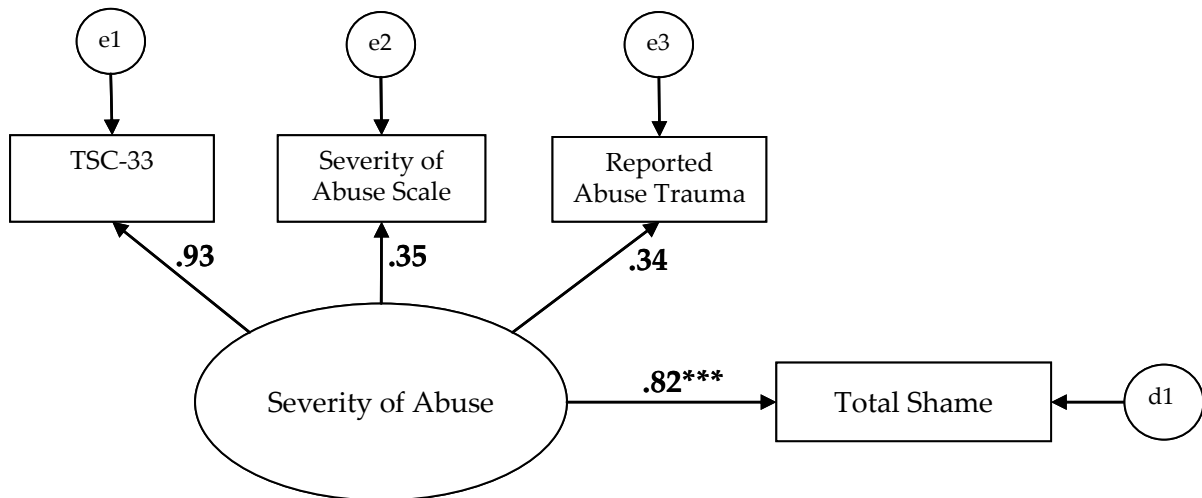 e1
e2
e3
TSC-33
Severity of
Abuse Scale
Reported
Abuse Trauma
.93
.35
.34
Severity of Abuse
.82***
Total Shame
d1